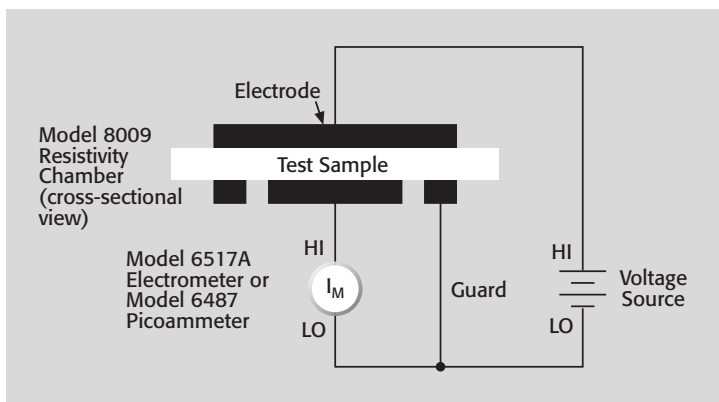 Electrode
Model 8009
Resistivity
Chamber
(cross-sectional
view)
Test Sample
Model 6517A
Electrometer or
Model 6487
Picoammeter
HI
IM
LO
Guard
HI
Voltage
Source
LO